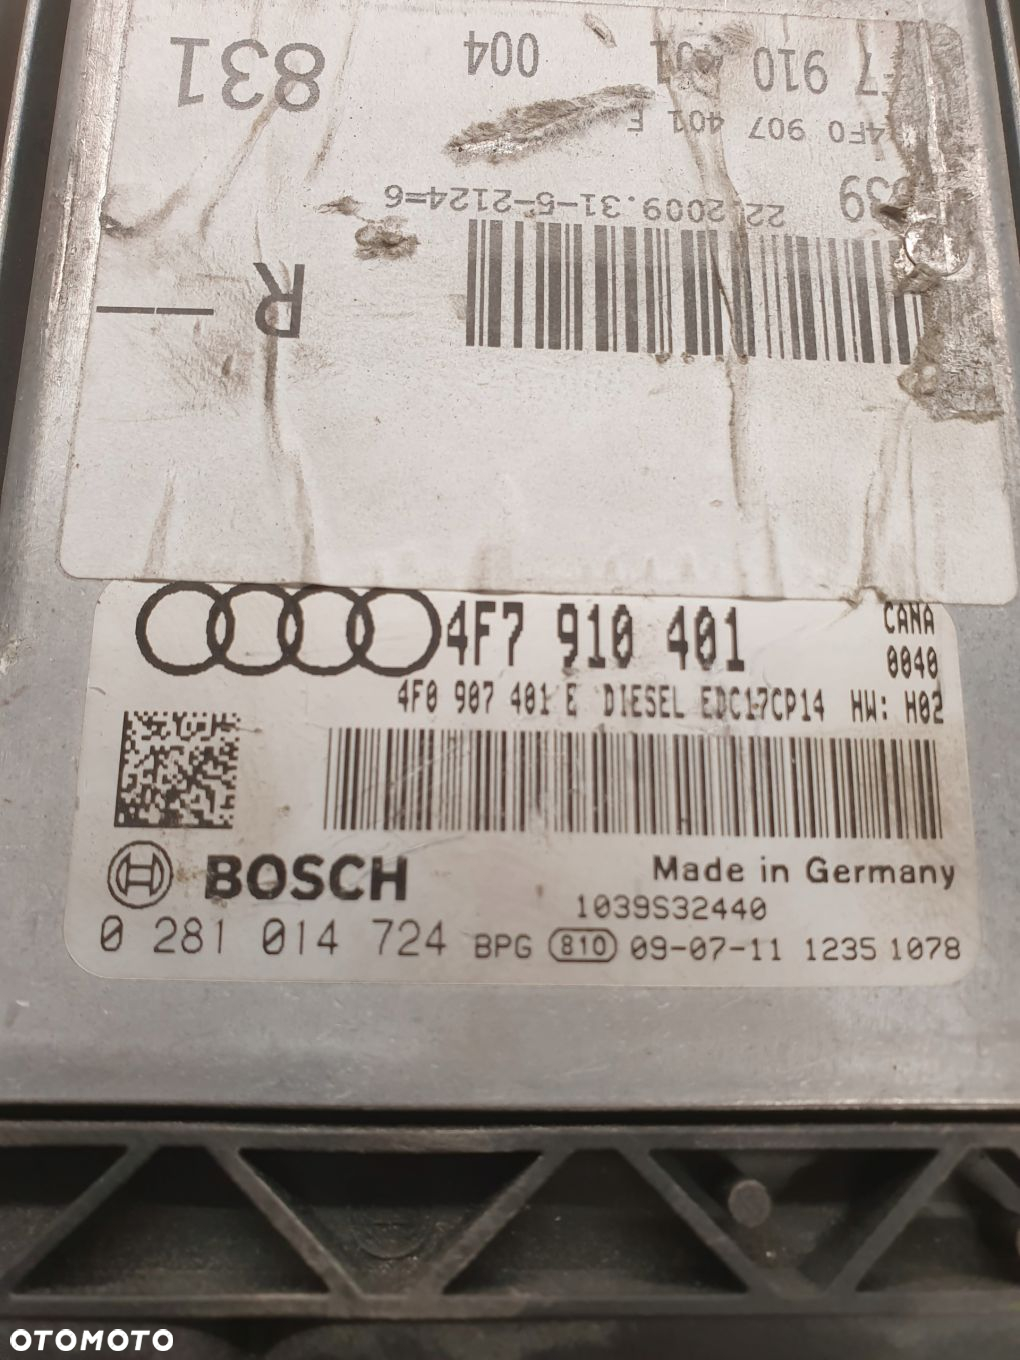 831
004
7 910 401
4F0 907 401 E
39
22.2009.31-5-2124=6
R —
4F7 910 401
CANA
0040
4F0 907 401 E DIESEL EDC17CP14 HW: H02
BOSCH
Made in Germany
1039S32440
0 281 014 724 BPG 810 09-07-11 1235 1078
OTOMOTO